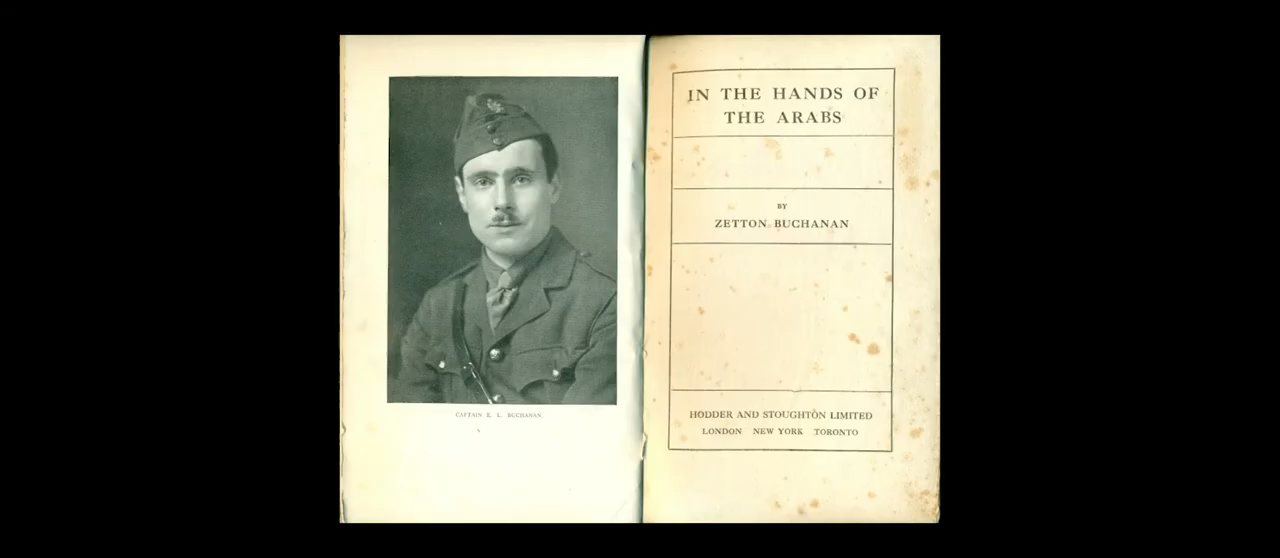 CAPTAIN E. L. BUCHANAN.
IN THE HANDS OF
THE ARABS
BY
ZETTON BUCHANAN
HODDER AND STOUGHTON LIMITED
LONDON NEW YORK TORONTO